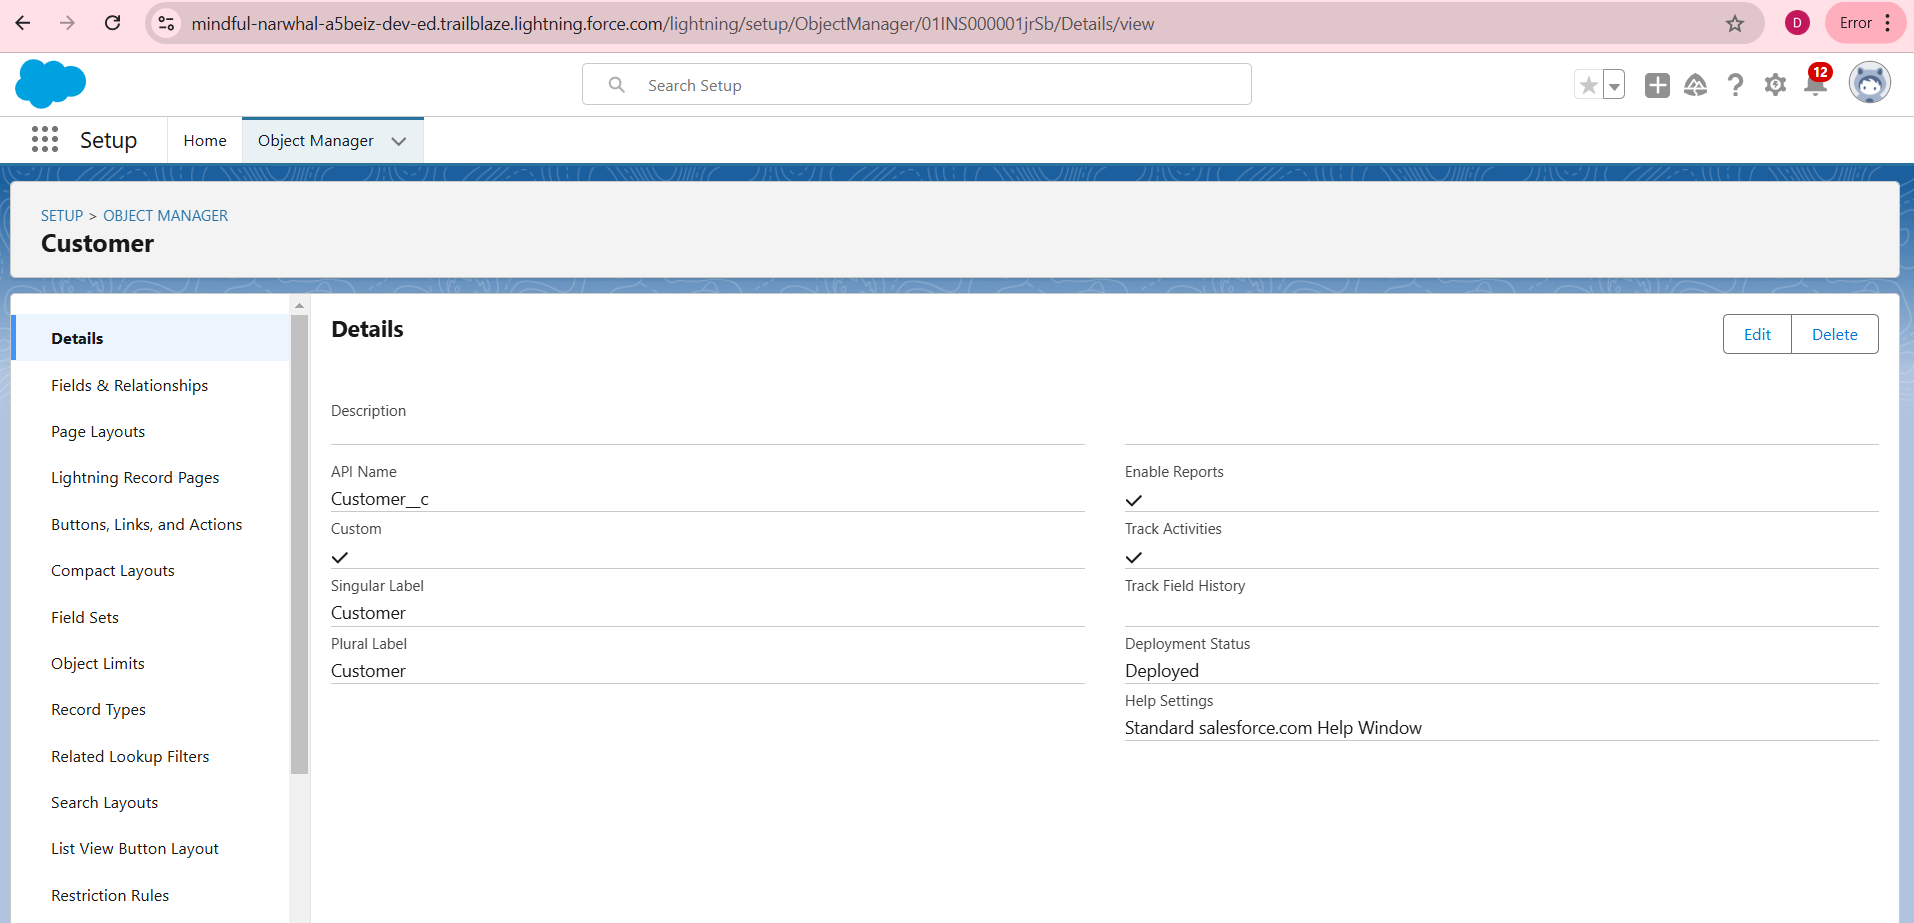 mindful-narwhal-a5beiz-dev-ed.trailblaze.lightning.force.com/lightning/setup/ObjectManager/01INS000001jrSb/Details/view
D
Error
Search Setup
12
Setup
Home
Object Manager
SETUP > OBJECT MANAGER
Customer
Details
Fields & Relationships
Page Layouts
Lightning Record Pages
Buttons, Links, and Actions
Compact Layouts
Field Sets
Object Limits
Record Types
Related Lookup Filters
Search Layouts
List View Button Layout
Restriction Rules
Details
Edit
Delete
Description
API Name
Customer__c
Custom
Singular Label
Customer
Plural Label
Customer
Enable Reports
Track Activities
Track Field History
Deployment Status
Deployed
Help Settings
Standard salesforce.com Help Window